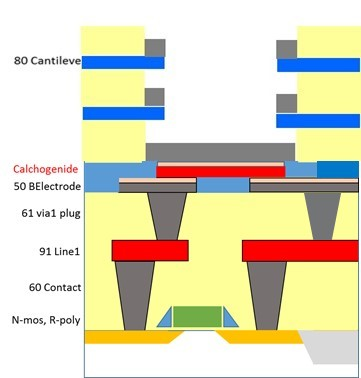 80 Cantileve
Calchogenide
50 BElectrode
61 via1 plug
91 Line1
60 Contact
N-mos, R-poly